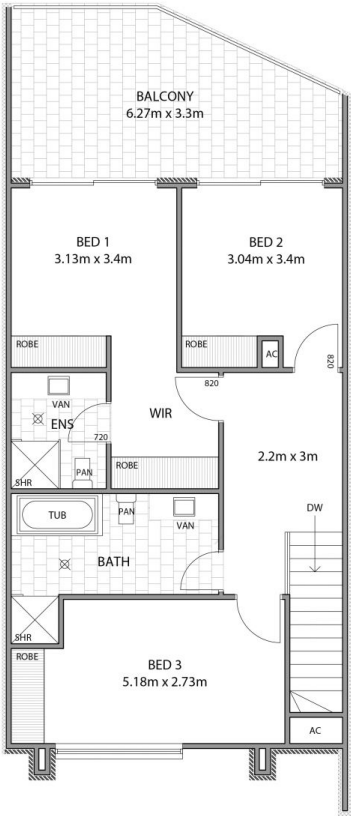 BALCONY
6.27m x 3.3m
BED 1
3.13m x 3.4m
BED 2
3.04m x 3.4m
ROBE
ROBE
AC
820
820
VAN
ENS
WIR
720
PAN
ROBE
SHR
2.2m x 3m
TUB
PAN
VAN
DW
BATH
SHR
ROBE
BED 3
5.18m x 2.73m
AC